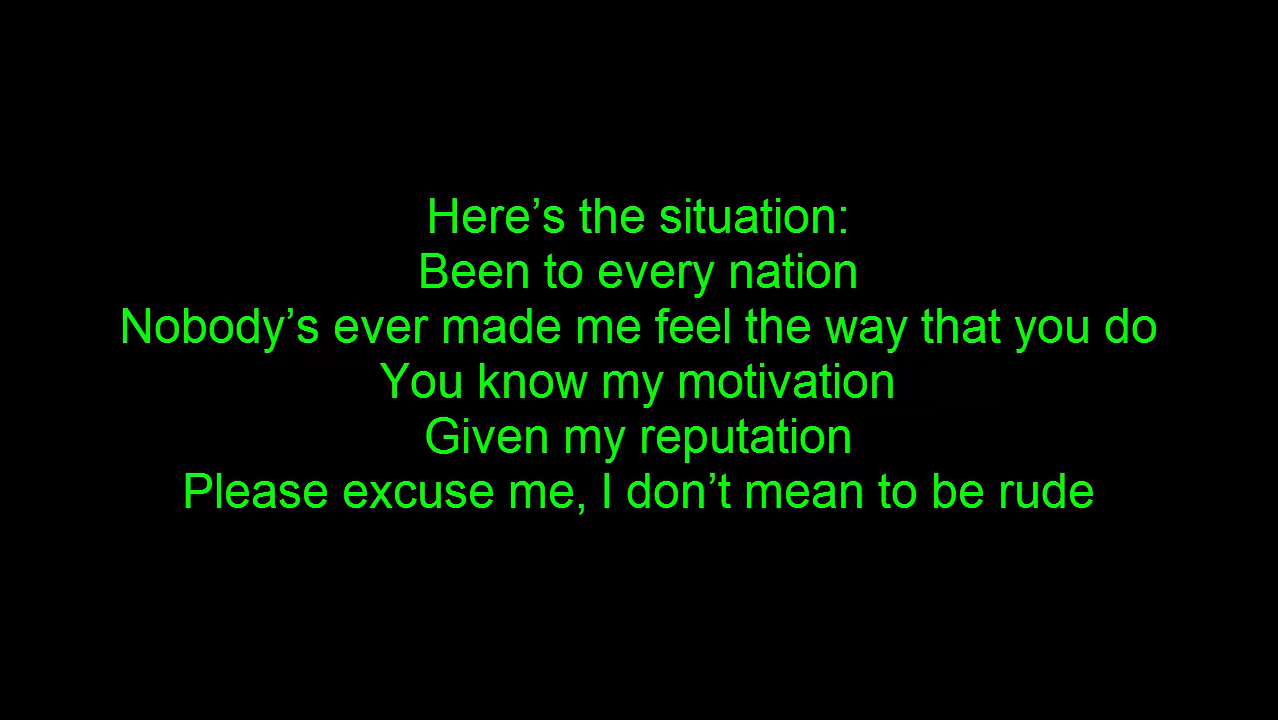 Here’s the situation:
Been to every nation
Nobody’s ever made me feel the way that you do
You know my motivation
Given my reputation
Please excuse me, I don’t mean to be rude